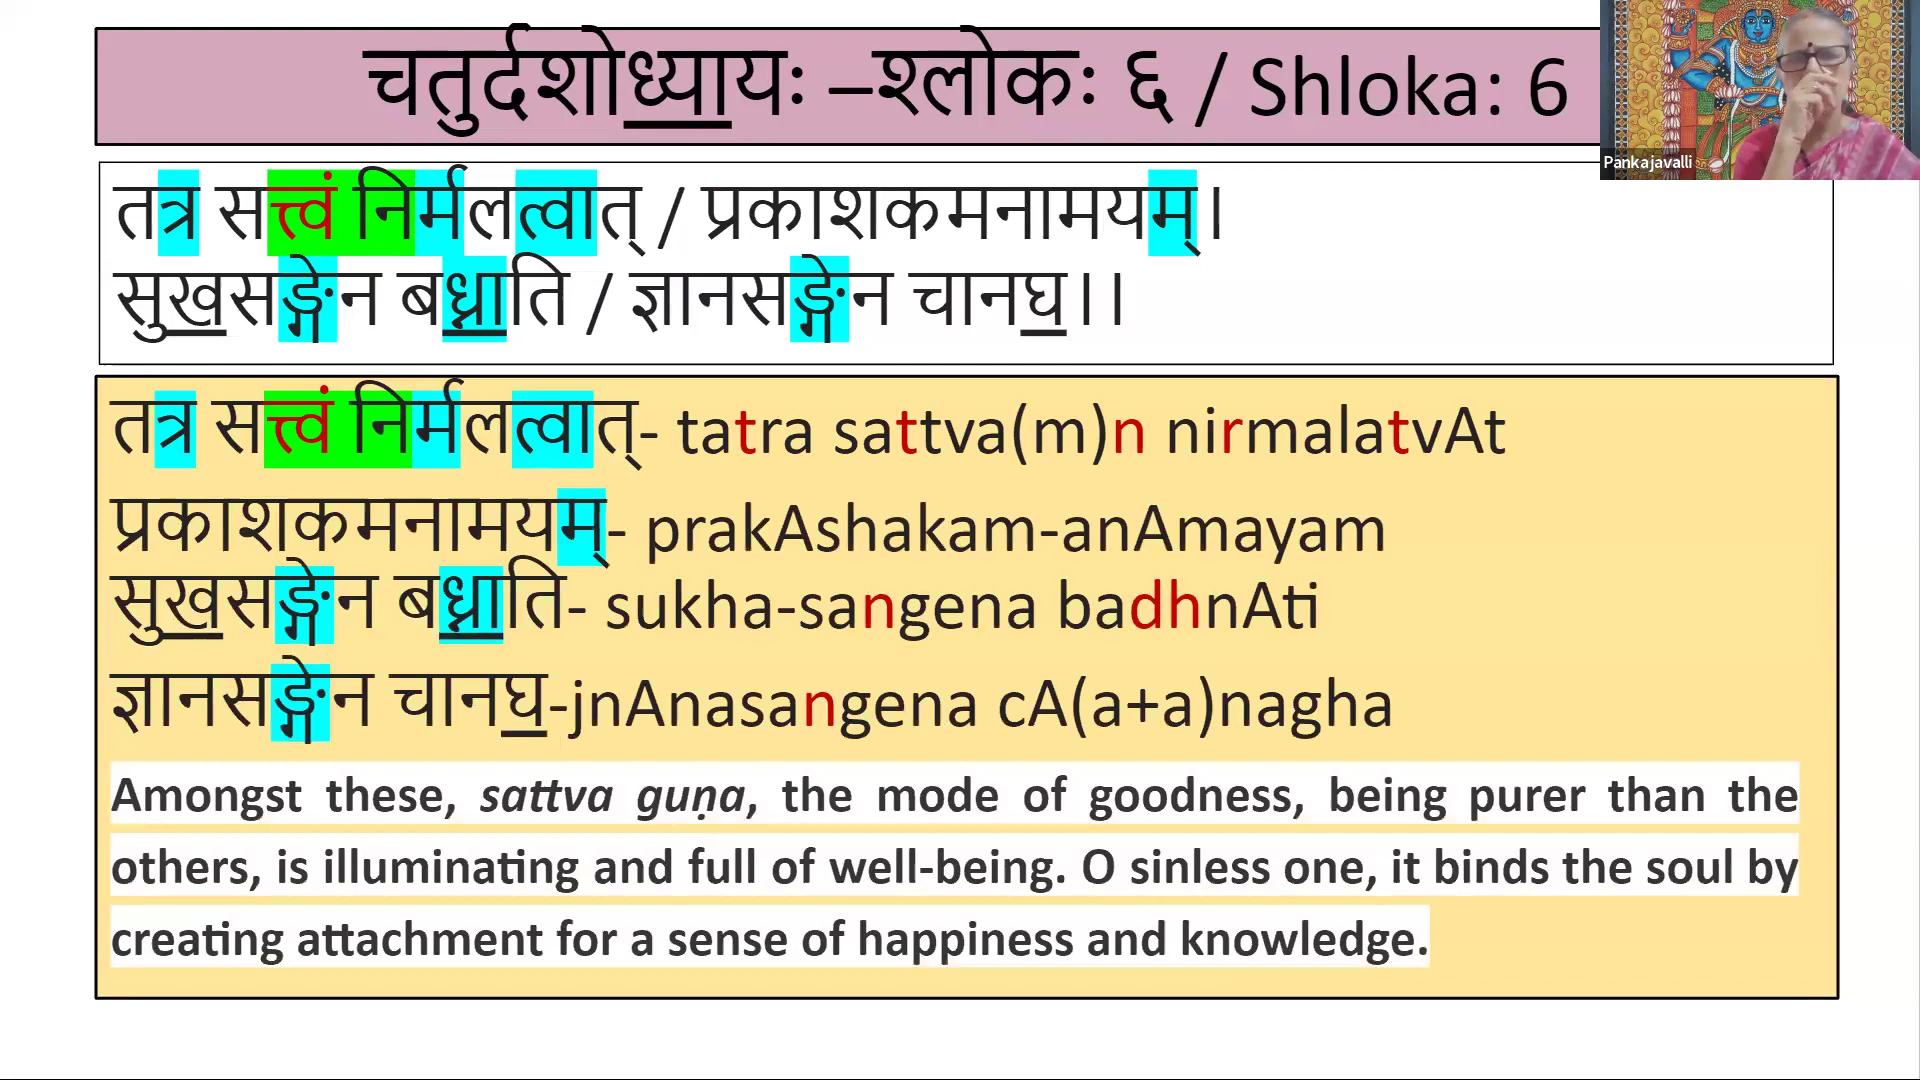 चतुर्दशोध्यायः –श्लोकः ६ / Shloka: 6
Pankajavalli
तत्र सत्त्वं निर्मलत्वात् / प्रकाशकमनामयम्।
सुखसङ्गेन बध्नाति / ज्ञानसङ्गेन चानघ।।
तत्र सत्त्वं निर्मलत्वात्- tatra sattva(m)n nirmalatvAt
प्रकाशकमनामयम्- prakAshakam-anAmayam
सुखसङ्गेन बध्नाति- sukha-sangena badhnAti
ज्ञानसङ्गेन चानघ-jnAnasangena cA(a+a)nagha
Amongst these, sattva guṇa, the mode of goodness, being purer than the
others, is illuminating and full of well-being. O sinless one, it binds the soul by
creating attachment for a sense of happiness and knowledge.